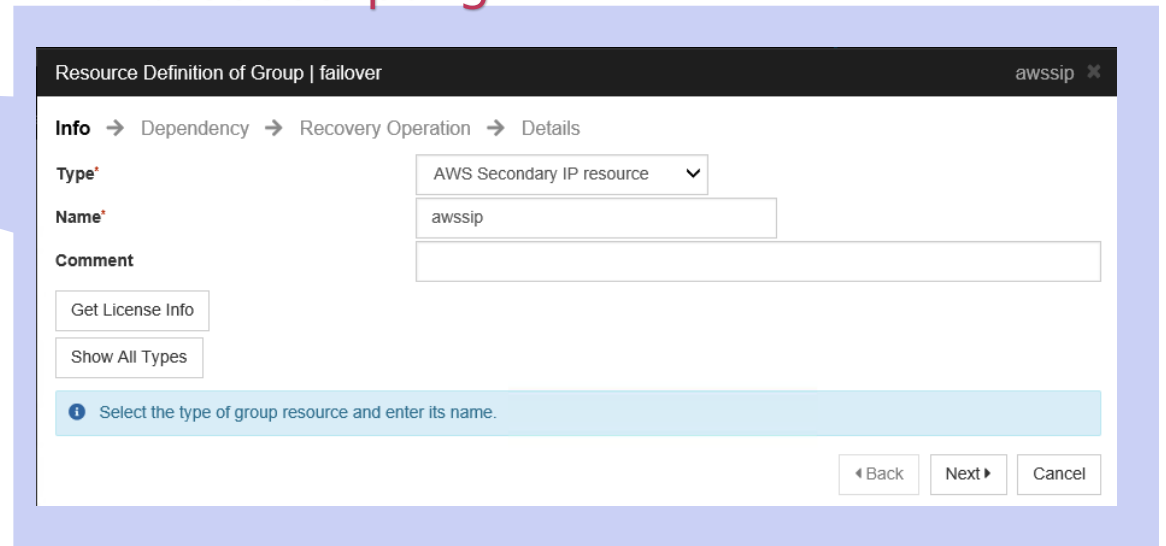 Resource Definition of Group | failover awssip ✖
Info → Dependency → Recovery Operation → Details
Type* AWS Secondary IP resource
Name* awssip
Comment
Get License Info
Show All Types
Select the type of group resource and enter its name.
Back Next Cancel